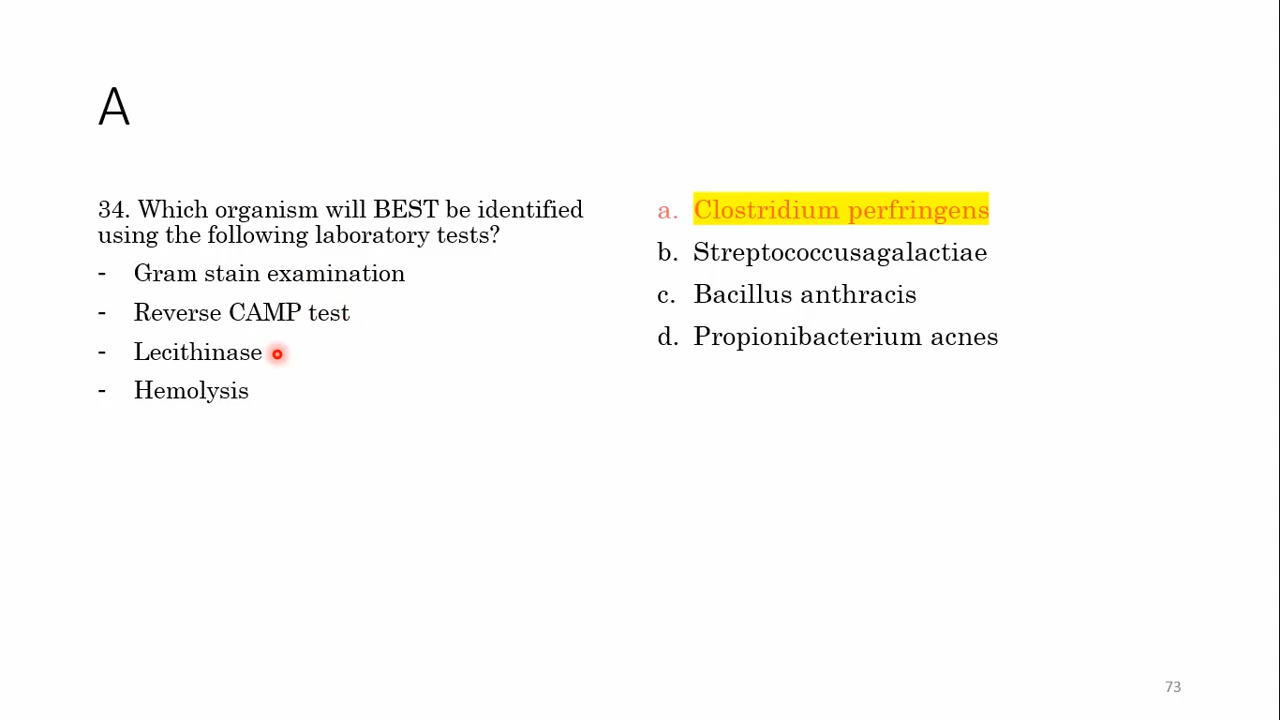 A
34. Which organism will BEST be identified
using the following laboratory tests?
- Gram stain examination
- Reverse CAMP test
- Lecithinase
- Hemolysis
a. Clostridium perfringens
b. Streptococcusagalactiae
c. Bacillus anthracis
d. Propionibacterium acnes
73